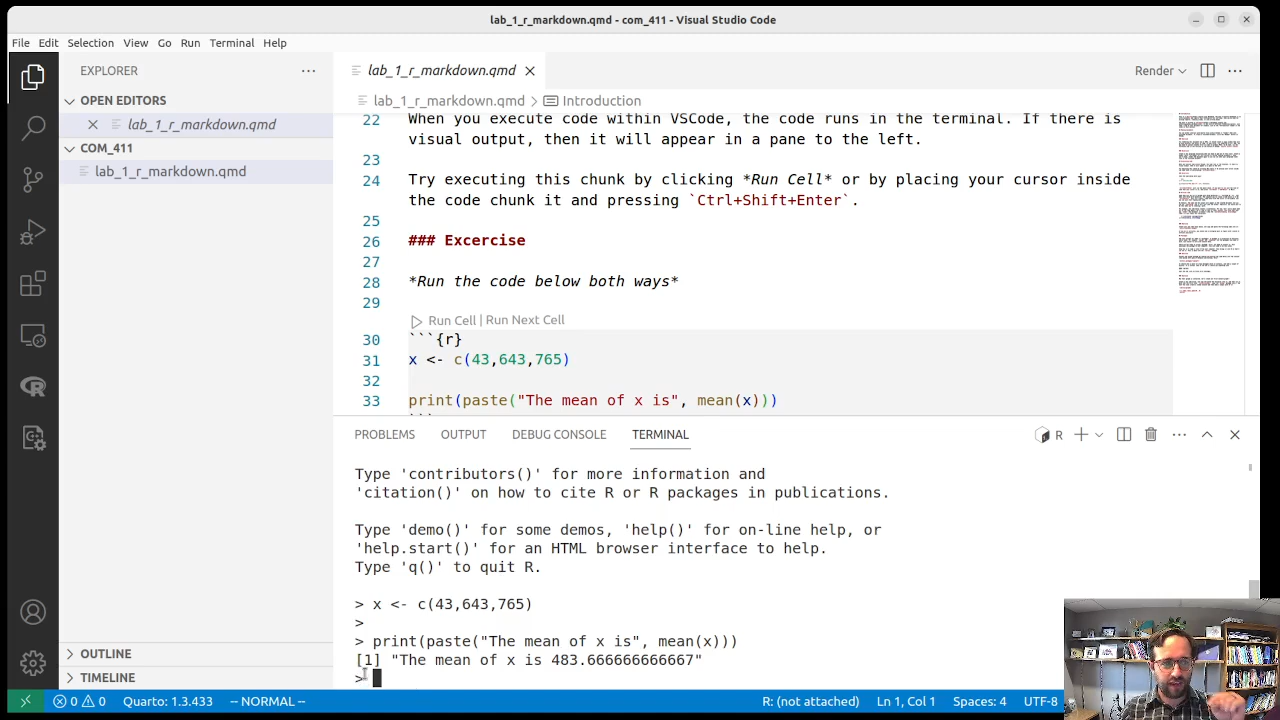 lab_1_r_markdown.qmd - com_411 - Visual Studio Code
File Edit Selection View Go Run Terminal Help
EXPLORER
lab_1_r_markdown.qmd
Render
OPEN EDITORS
lab_1_r_markdown.qmd > Introduction
lab_1_r_markdown.qmd
COM_411
lab_1_r_markdown.qmd
22 When you execute code within VSCode, the code runs in the terminal. If there is
visual output, then it will appear in a pane to the left.
23
24 Try executing this chunk by clicking *Run Cell* or by placing your cursor inside
the code chunk it and pressing `Ctrl+Shift+Enter`.
25
26 ### Excercise
27
28 *Run the code below both ways*
29
Run Cell | Run Next Cell
30 ```{r}
31 x <- c(43,643,765)
32
33 print(paste("The mean of x is", mean(x)))
PROBLEMS OUTPUT DEBUG CONSOLE TERMINAL
R
Type 'contributors()' for more information and
'citation()' on how to cite R or R packages in publications.
Type 'demo()' for some demos, 'help()' for on-line help, or
'help.start()' for an HTML browser interface to help.
Type 'q()' to quit R.
> x <- c(43,643,765)
>
> print(paste("The mean of x is", mean(x)))
[1] "The mean of x is 483.666666666667"
>
OUTLINE
TIMELINE
0 0 Quarto: 1.3.433 -- NORMAL -- R: (not attached) Ln 1, Col 1 Spaces: 4 UTF-8